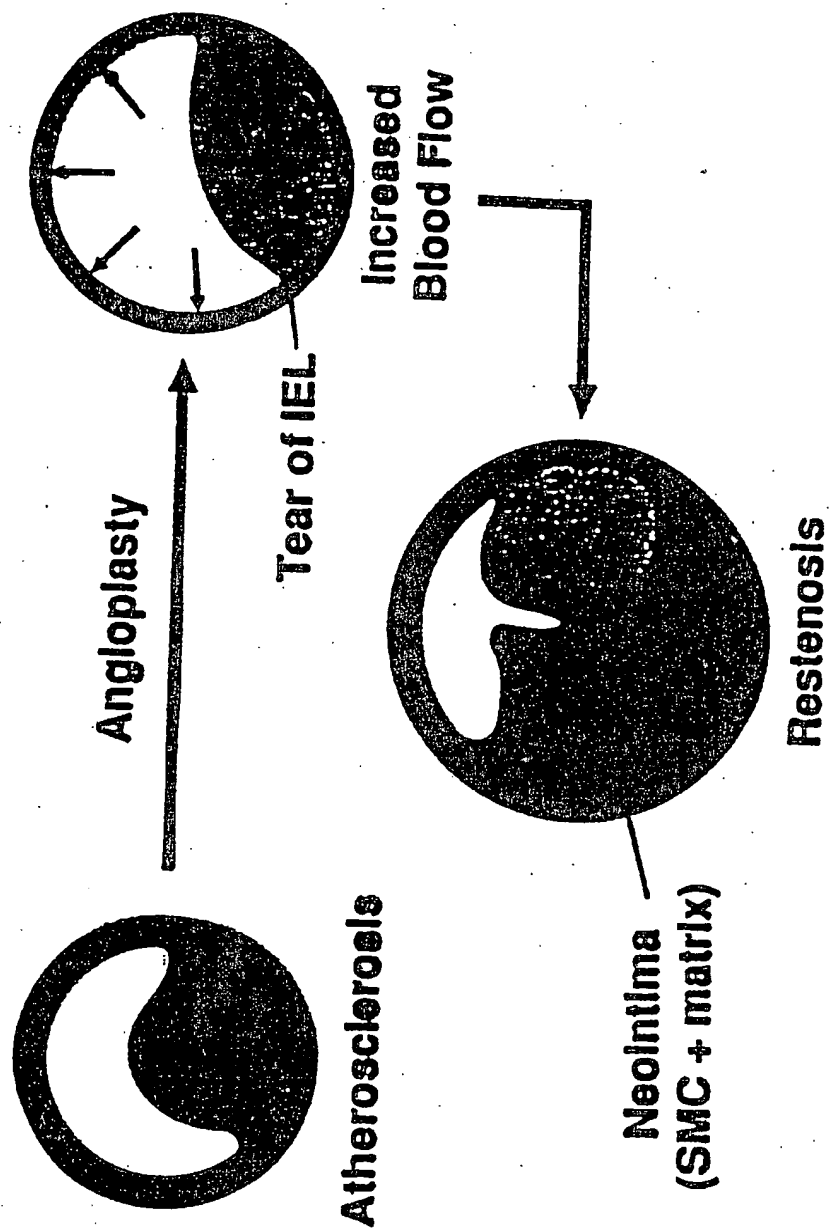 Atherosclerosis
Angioplasty
Tear of IEL
Increased
Blood Flow
Neointima
(SMC + matrix)
Restenosis